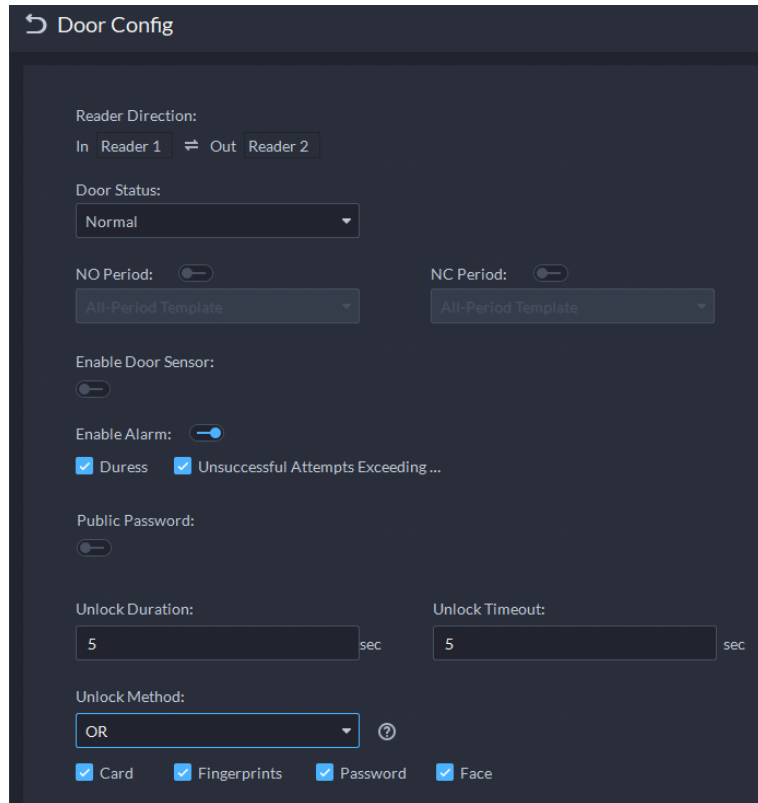 Door Config
Reader Direction:
In Reader 1 Out Reader 2
Door Status:
Normal
NO Period: NC Period:
All-Period Template All-Period Template
Enable Door Sensor:
Enable Alarm:
Duress Unsuccessful Attempts Exceeding ...
Public Password:
Unlock Duration: Unlock Timeout:
5 sec 5 sec
Unlock Method:
OR ?
Card Fingerprints Password Face